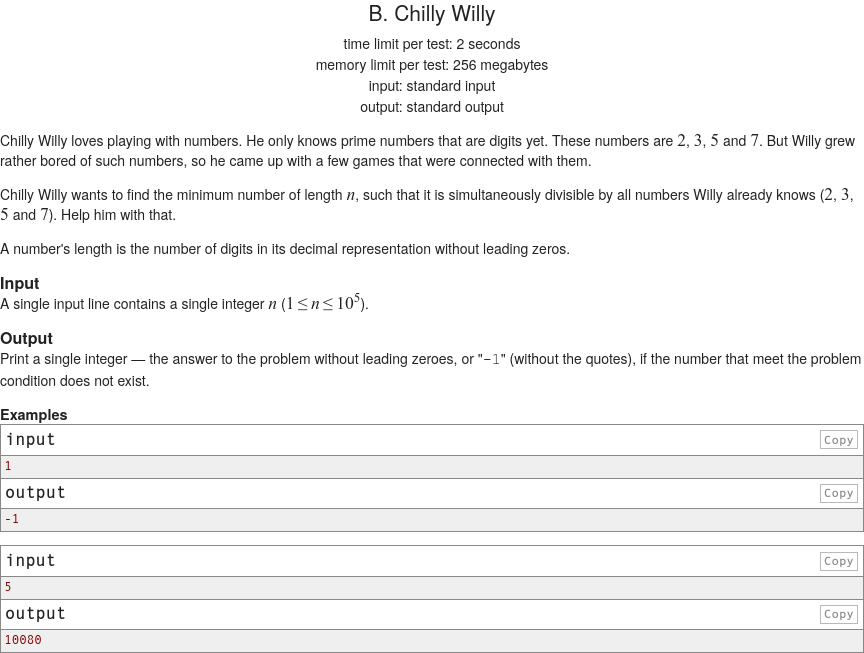 B. Chilly Willy
time limit per test: 2 seconds
memory limit per test: 256 megabytes
input: standard input
output: standard output
Chilly Willy loves playing with numbers. He only knows prime numbers that are digits yet. These numbers are 2, 3, 5 and 7. But Willy grew
rather bored of such numbers, so he came up with a few games that were connected with them.
Chilly Willy wants to find the minimum number of length n, such that it is simultaneously divisible by all numbers Willy already knows (2, 3,
5 and 7). Help him with that.
A number's length is the number of digits in its decimal representation without leading zeros.
Input
A single input line contains a single integer n (1 ≤ n ≤ 10⁵).
Output
Print a single integer — the answer to the problem without leading zeroes, or "-1" (without the quotes), if the number that meet the problem
condition does not exist.
Examples
input Copy
1
output Copy
-1
input Copy
5
output Copy
10080